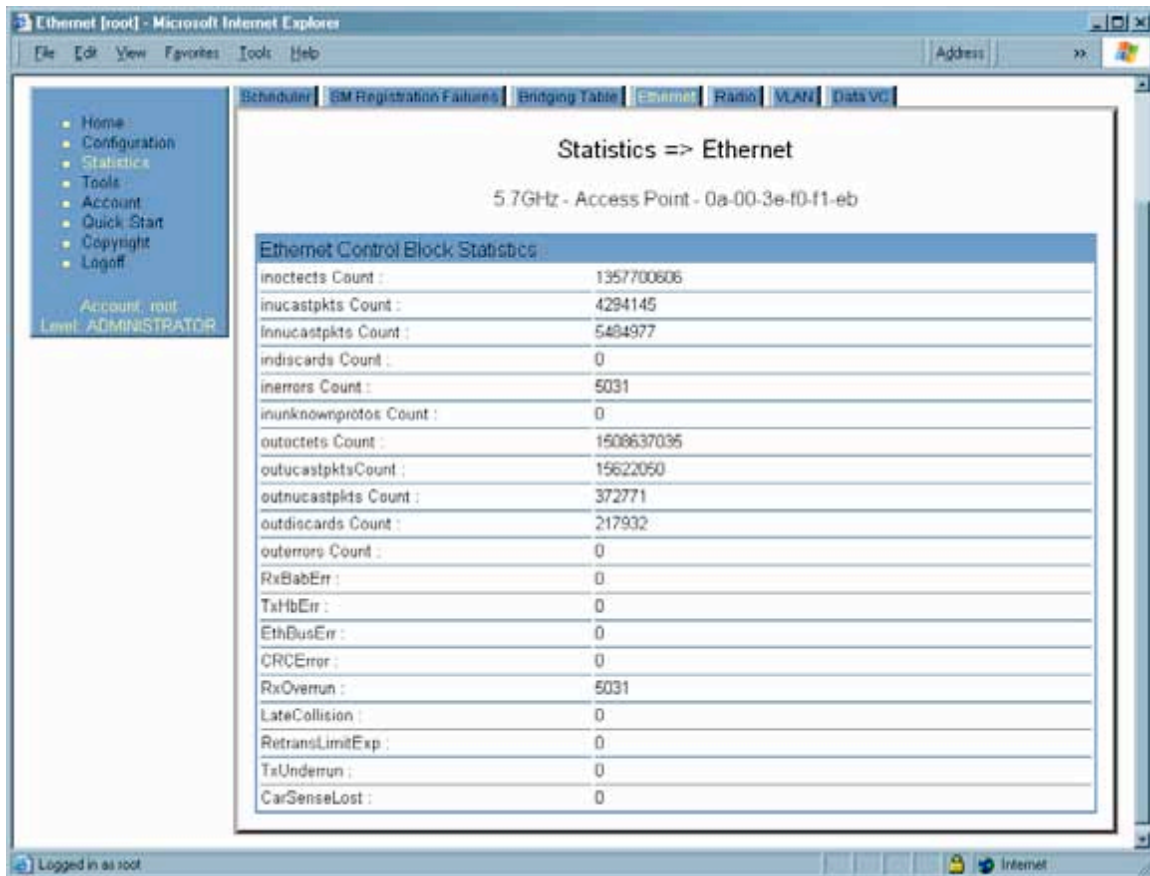 Ethernet [root] - Microsoft Internet Explorer
File Edit View Favorites Tools Help Address »
Scheduler SM Registration Failures Bridging Table Ethernet Radio VLAN Data VC
Home
Configuration
Statistics
Tools
Account
Quick Start
Copyright
Logoff
Account: root
Level: ADMINISTRATOR
Statistics => Ethernet
5.7GHz - Access Point - 0a-00-3e-f0-f1-eb
Ethernet Control Block Statistics
inoctects Count : 1357700606
inucastpkts Count : 4294145
Innucastpkts Count : 5484977
indiscards Count : 0
inerrors Count : 5031
inunknownprotos Count : 0
outoctets Count : 1508637035
outucastpktsCount : 15622050
outnucastpkts Count : 372771
outdiscards Count : 217932
outerrors Count : 0
RxBabErr : 0
TxHbErr : 0
EthBusErr : 0
CRCError : 0
RxOverrun : 5031
LateCollision : 0
RetransLimitExp : 0
TxUnderrun : 0
CarSenseLost : 0
Logged in as root Internet